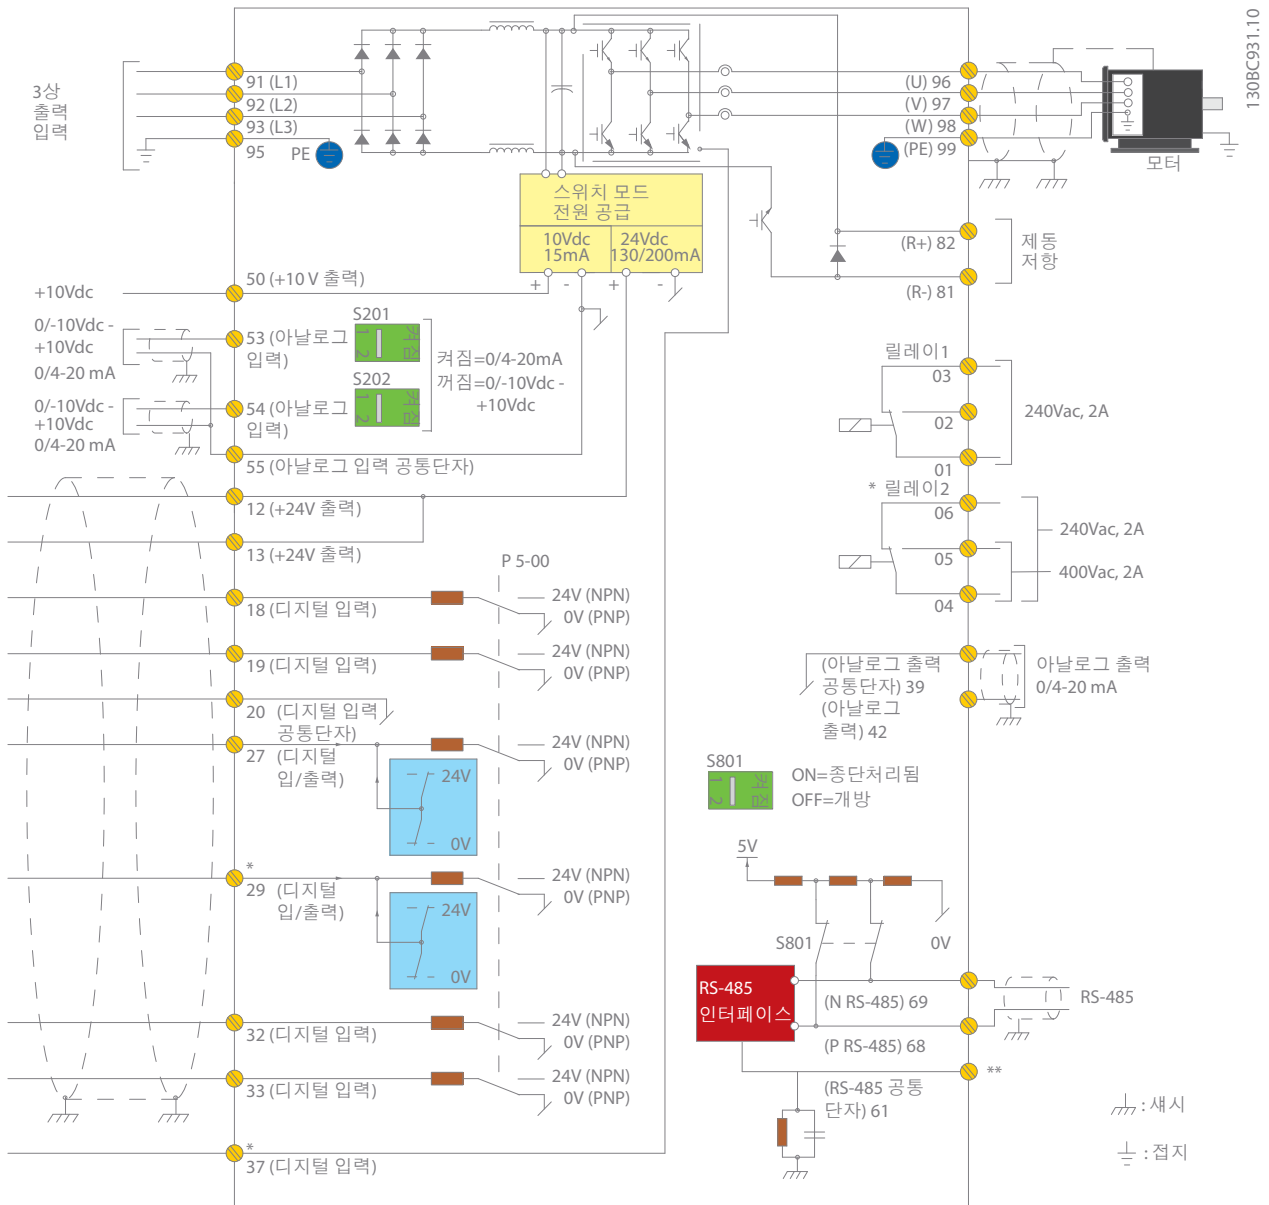 130BC931.10
3상
출력
입력
91 (L1)
92 (L2)
93 (L3)
95
PE
(U) 96
(V) 97
(W) 98
(PE) 99
모터
스위치 모드
전원 공급
10Vdc
15mA
24Vdc
130/200mA
+ - + -
(R+) 82
(R-) 81
제동
저항
+10Vdc
50 (+10 V 출력)
0/-10Vdc -
+10Vdc
0/4-20 mA
53 (아날로그
입력)
S201
1 2
켜짐
켜짐=0/4-20mA
꺼짐=0/-10Vdc -
+10Vdc
0/-10Vdc -
+10Vdc
0/4-20 mA
54 (아날로그
입력)
S202
1 2
켜짐
55 (아날로그 입력 공통단자)
12 (+24V 출력)
13 (+24V 출력)
릴레이1
03
02
01
240Vac, 2A
* 릴레이2
06
05
04
240Vac, 2A
400Vac, 2A
P 5-00
18 (디지털 입력)
24V (NPN)
0V (PNP)
19 (디지털 입력)
24V (NPN)
0V (PNP)
20 (디지털 입력
공통단자)
27 (디지털
입/출력)
24V (NPN)
0V (PNP)
24V
0V
*
29 (디지털
입/출력)
24V (NPN)
0V (PNP)
24V
0V
32 (디지털 입력)
24V (NPN)
0V (PNP)
33 (디지털 입력)
24V (NPN)
0V (PNP)
*
37 (디지털 입력)
(아날로그 출력
공통단자) 39
(아날로그
출력) 42
아날로그 출력
0/4-20 mA
S801
1 2
켜짐
ON=종단처리됨
OFF=개방
5V
S801
0V
RS-485
인터페이스
(N RS-485) 69
(P RS-485) 68
RS-485
(RS-485 공통
단자) 61
**
: 섀시
: 접지